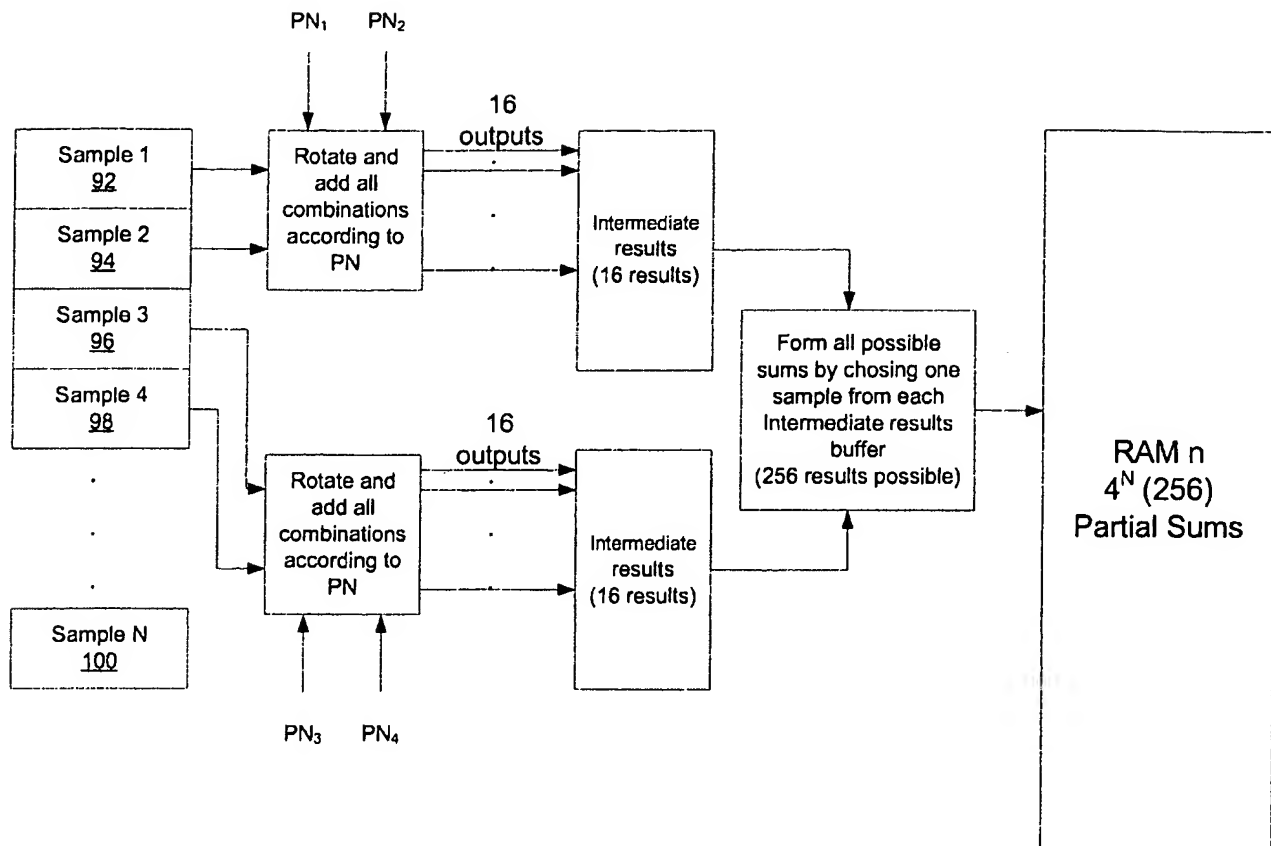 PN₁ PN₂
16
outputs
Sample 1
92
Sample 2
94
Sample 3
96
Sample 4
98
Sample N
100
Rotate and
add all
combinations
according to
PN
Intermediate
results
(16 results)
Form all possible
sums by chosing one
sample from each
Intermediate results
buffer
(256 results possible)
RAM n
4ᴺ (256)
Partial Sums
16
outputs
Rotate and
add all
combinations
according to
PN
Intermediate
results
(16 results)
PN₃ PN₄